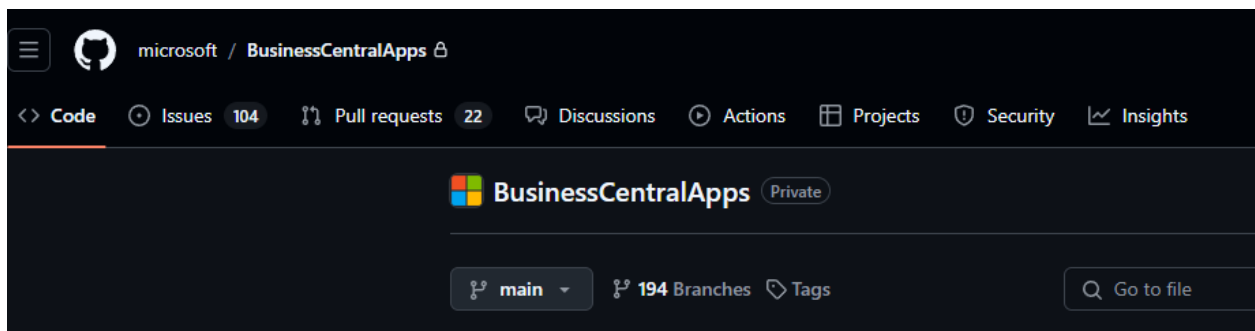 microsoft / BusinessCentralApps
<> Code Issues 104 Pull requests 22 Discussions Actions Projects Security Insights
BusinessCentralApps Private
main 194 Branches Tags Go to file